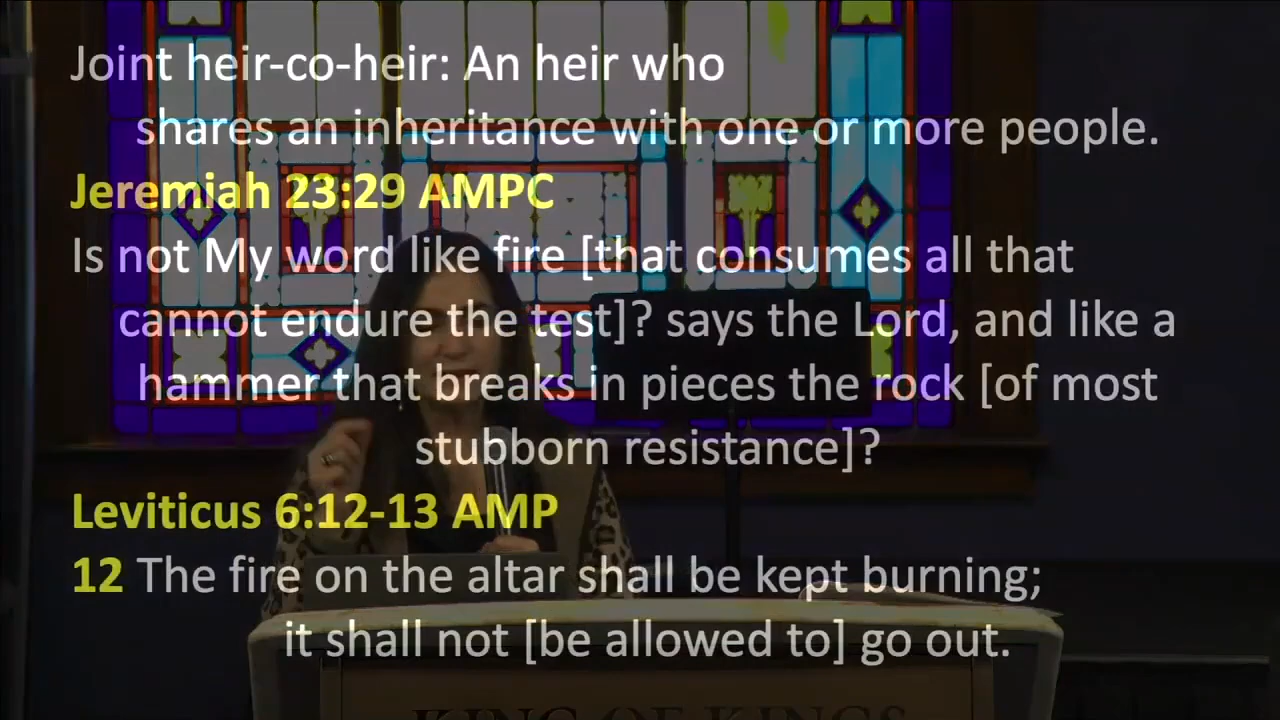 Joint heir-co-heir: An heir who
shares an inheritance with one or more people.
Jeremiah 23:29 AMPC
Is not My word like fire [that consumes all that
cannot endure the test]? says the Lord, and like a
hammer that breaks in pieces the rock [of most
stubborn resistance]?
Leviticus 6:12-13 AMP
12 The fire on the altar shall be kept burning;
it shall not [be allowed to] go out.
KING OF KINGS